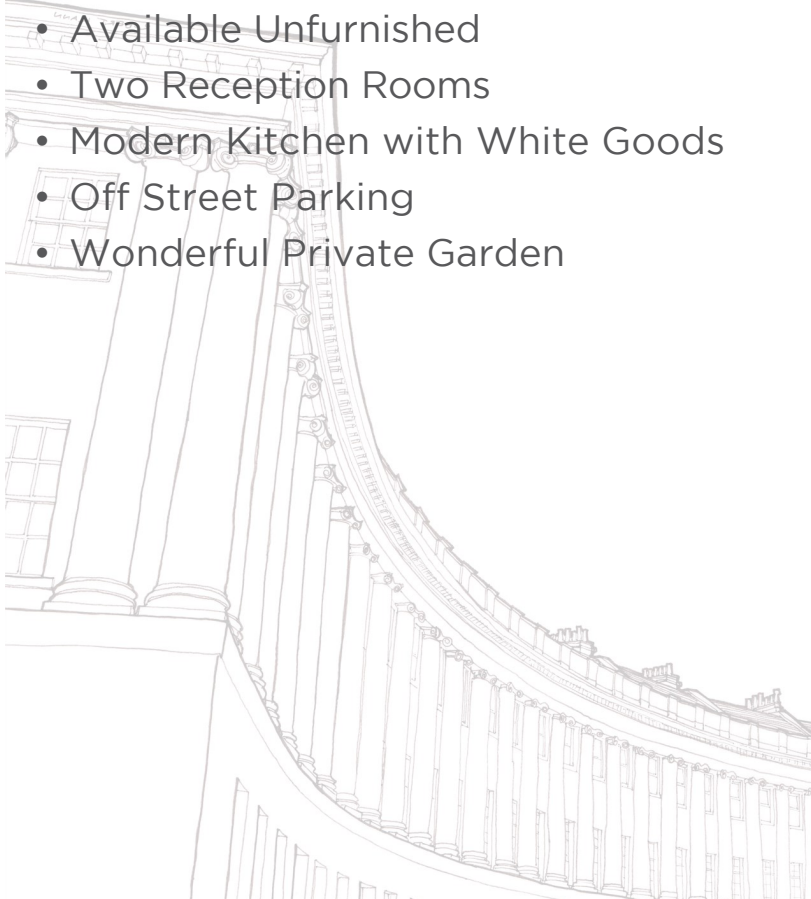 • Available Unfurnished
• Two Reception Rooms
• Modern Kitchen with White Goods
• Off Street Parking
• Wonderful Private Garden